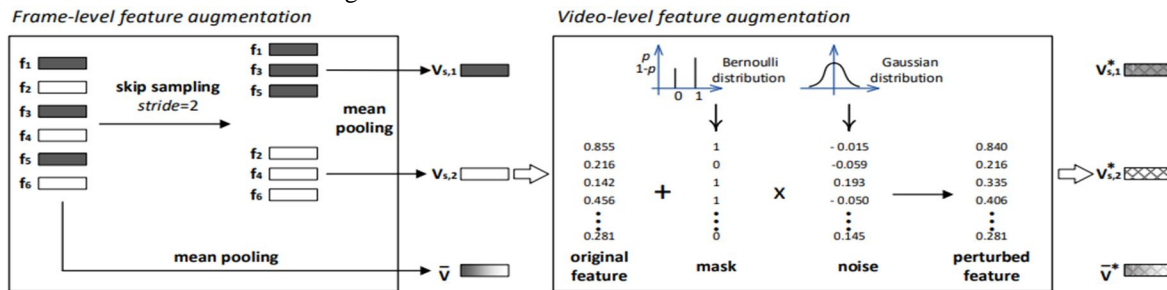 Frame-level feature augmentation
f1
f2
f3
f4
f5
f6
skip sampling
stride=2
f1
f3
f5
mean
pooling
f2
f4
f6
mean pooling
Vs,1
Vs,2
V̄
Video-level feature augmentation
p
1-p
0 1
Bernoulli
distribution
Gaussian
distribution
0.855 1 - 0.015 0.840
0.216 0 -0.059 0.216
0.142 1 0.193 0.335
0.456 1 - 0.050 0.406
+ x
0.281 0 0.145 0.281
original
feature
mask
noise
perturbed
feature
V*s,1
V*s,2
V̄*